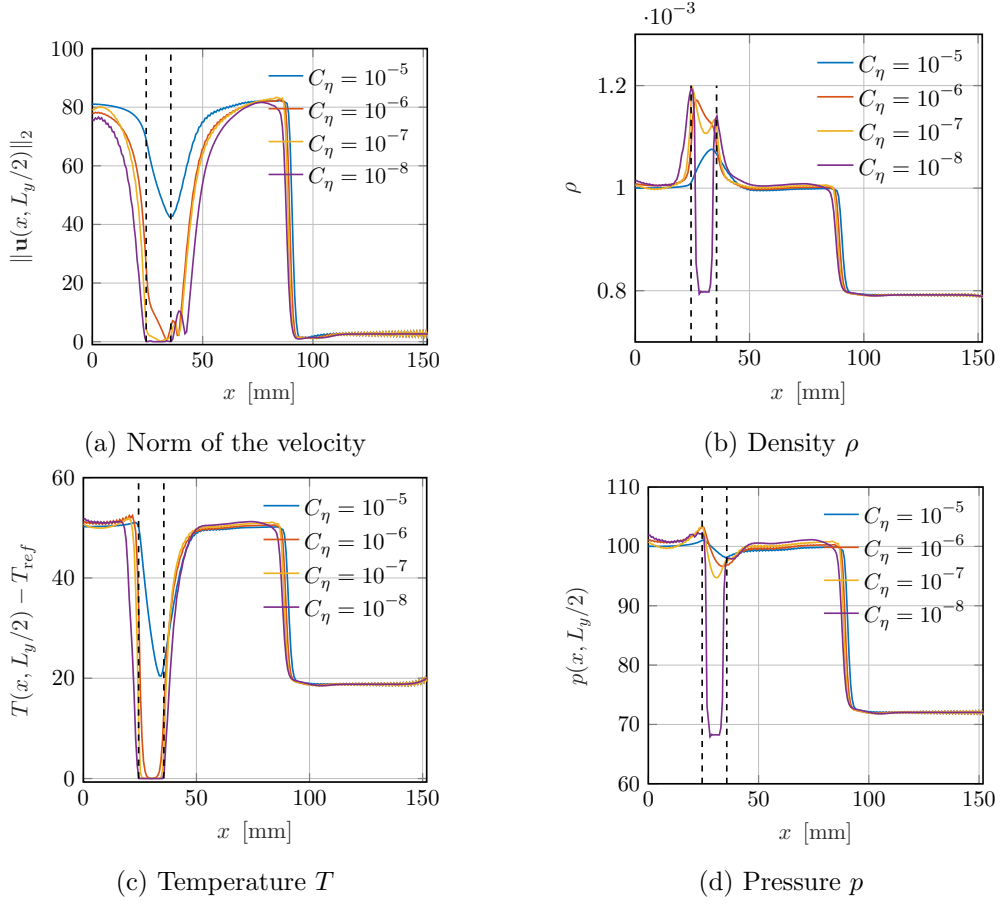 100
80
60
40
20
0
0
50
100
150
||u(x, L_y/2)||_2
x [mm]
C_η = 10^−5
C_η = 10^−6
C_η = 10^−7
C_η = 10^−8
(a) Norm of the velocity
·10^−3
1.2
1
0.8
0
50
100
150
ρ
x [mm]
C_η = 10^−5
C_η = 10^−6
C_η = 10^−7
C_η = 10^−8
(b) Density ρ
60
40
20
0
0
50
100
150
T(x, L_y/2) − T_ref
x [mm]
C_η = 10^−5
C_η = 10^−6
C_η = 10^−7
C_η = 10^−8
(c) Temperature T
110
100
90
80
70
60
0
50
100
150
p(x, L_y/2)
x [mm]
C_η = 10^−5
C_η = 10^−6
C_η = 10^−7
C_η = 10^−8
(d) Pressure p